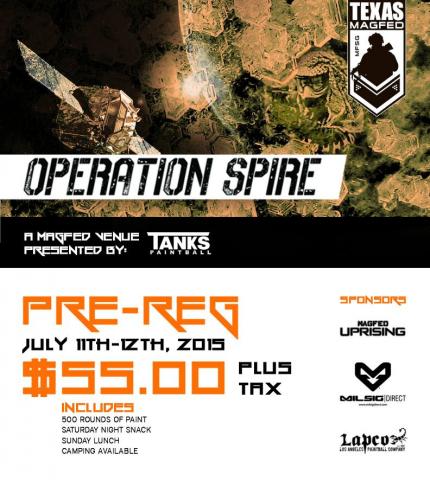 TEXAS
MAGFED
MFSG
OPERATION SPIRE
A MAGFED VENUE
PRESENTED BY:
TANKS
PAINTBALL
PRE-REG
JULY 11TH-12TH, 2015
$55.00 PLUS TAX
INCLUDES
500 ROUNDS OF PAINT
SATURDAY NIGHT SNACK
SUNDAY LUNCH
CAMPING AVAILABLE
SPONSORS
MAGFED
UPRISING
MILSIG|DIRECT
Lapco
LOS ANGELES PAINTBALL COMPANY